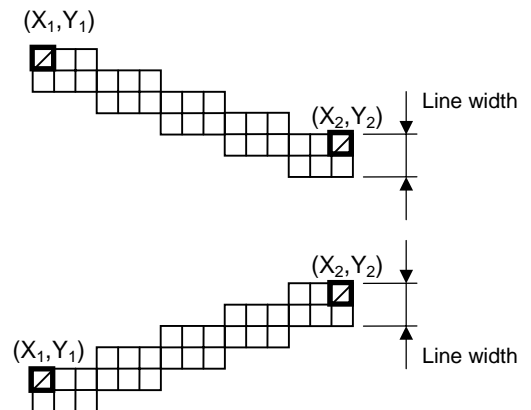 (X₁,Y₁)
Line width
(X₂,Y₂)
(X₂,Y₂)
(X₁,Y₁)
Line width